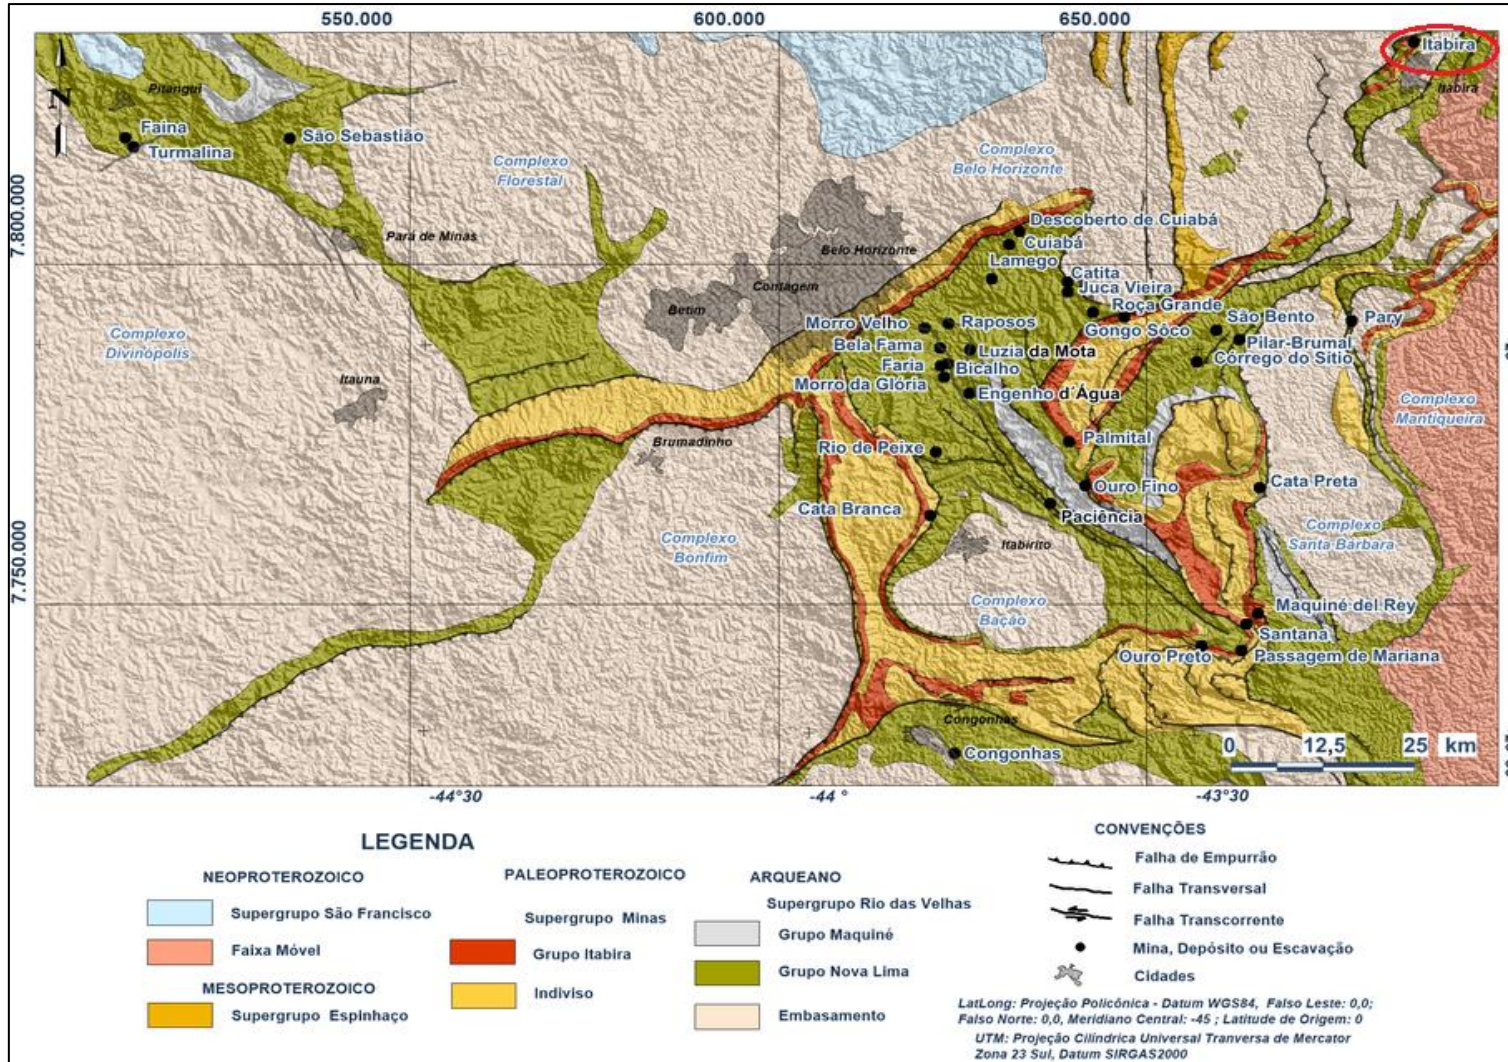 550.000
600.000
650.000
Itabira
Itabira
Pitangui
N
Faina
Turmalina
São Sebastião
Complexo
Florestal
Complexo
Belo Horizonte
7.800.000
Pará de Minas
Descoberto de Cuiabá
Belo Horizonte
Cuiabá
Lamego
Catita
Juca Vieira
Contagem
Betim
Roça Grande
Gongo Sôco
São Bento
Pary
Morro Velho
Raposos
Pilar-Brumal
Bela Fama
Luzia da Mota
Córrego do Sítio
Complexo
Divinópolis
Faria
Bicalho
Itauna
Morro da Glória
Engenho d´Água
Complexo
Mantiqueira
Brumadinho
Rio de Peixe
Palmital
Ouro Fino
Cata Preta
Cata Branca
Paciência
Complexo
Bonfim
Itabirito
Complexo
Santa Bárbara
7.750.000
Complexo
Bação
Maquiné del Rey
Santana
Ouro Preto
Passagem de Mariana
Congonhas
Congonhas
0 12,5 25 km
-44°30
-44 °
-43°30
LEGENDA
NEOPROTEROZOICO
Supergrupo São Francisco
Faixa Móvel
MESOPROTEROZOICO
Supergrupo Espinhaço
PALEOPROTEROZOICO
Supergrupo Minas
Grupo Itabira
Indiviso
ARQUEANO
Supergrupo Rio das Velhas
Grupo Maquiné
Grupo Nova Lima
Embasamento
CONVENÇÕES
Falha de Empurrão
Falha Transversal
Falha Transcorrente
Mina, Depósito ou Escavação
Cidades
LatLong: Projeção Policônica - Datum WGS84, Falso Leste: 0,0;
Falso Norte: 0,0, Meridiano Central: -45 ; Latitude de Origem: 0
UTM: Projeção Cilíndrica Universal Tranversa de Mercator
Zona 23 Sul, Datum SIRGAS2000